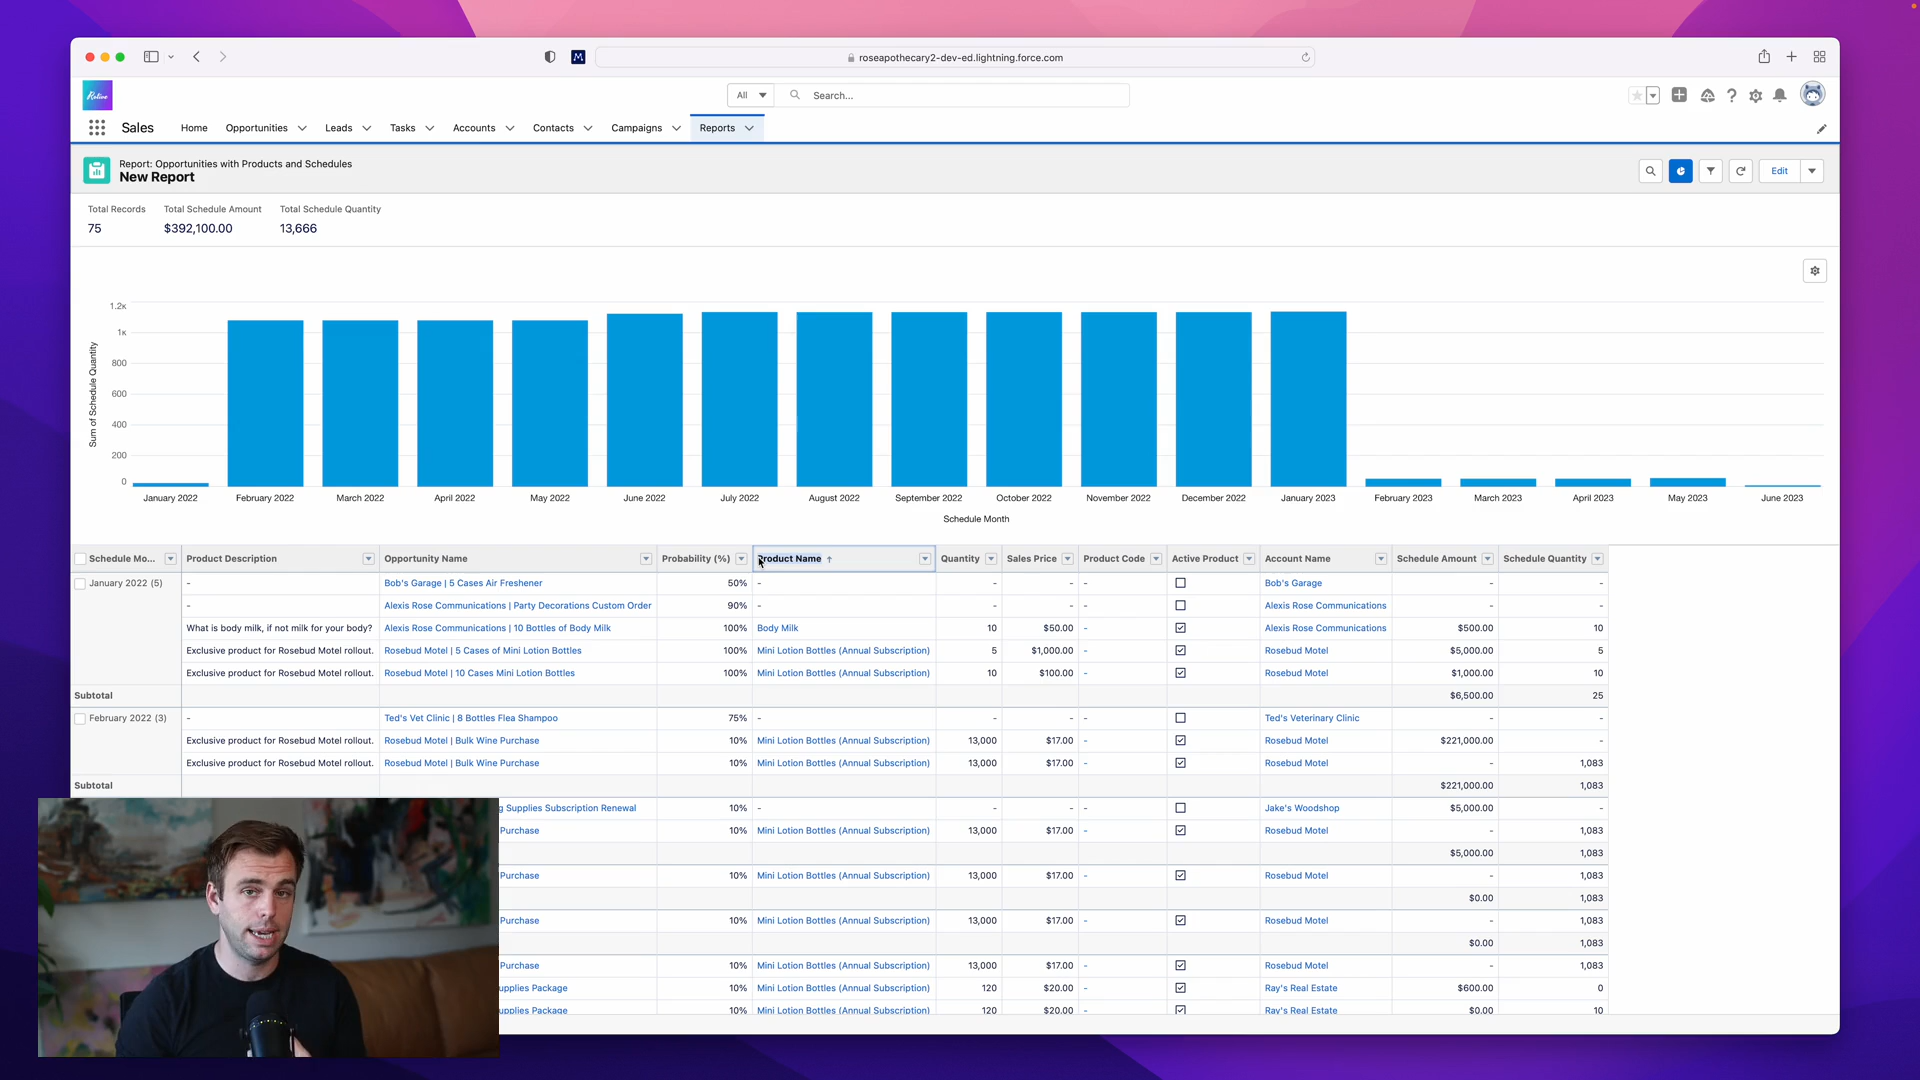 roseapothecary2-dev-ed.lightning.force.com
All
Search...
Sales
Home
Opportunities
Leads
Tasks
Accounts
Contacts
Campaigns
Reports
Report: Opportunities with Products and Schedules
New Report
Edit
Total Records
Total Schedule Amount
Total Schedule Quantity
75
$392,100.00
13,666
1.2K
1K
800
600
400
200
0
Sum of Schedule Quantity
January 2022
February 2022
March 2022
April 2022
May 2022
June 2022
July 2022
August 2022
September 2022
October 2022
November 2022
December 2022
January 2023
February 2023
March 2023
April 2023
May 2023
June 2023
Schedule Month
Schedule Mo... Product Description Opportunity Name Probability (%) Product Name ↑ Quantity Sales Price Product Code Active Product Account Name Schedule Amount Schedule Quantity
January 2022 (5) - Bob's Garage | 5 Cases Air Freshener 50% - - - - Bob's Garage - -
- Alexis Rose Communications | Party Decorations Custom Order 90% - - - - Alexis Rose Communications - -
What is body milk, if not milk for your body? Alexis Rose Communications | 10 Bottles of Body Milk 100% Body Milk 10 $50.00 - Alexis Rose Communications $500.00 10
Exclusive product for Rosebud Motel rollout. Rosebud Motel | 5 Cases of Mini Lotion Bottles 100% Mini Lotion Bottles (Annual Subscription) 5 $1,000.00 - Rosebud Motel $5,000.00 5
Exclusive product for Rosebud Motel rollout. Rosebud Motel | 10 Cases Mini Lotion Bottles 100% Mini Lotion Bottles (Annual Subscription) 10 $100.00 - Rosebud Motel $1,000.00 10
Subtotal $6,500.00 25
February 2022 (3) - Ted's Vet Clinic | 8 Bottles Flea Shampoo 75% - - - - Ted's Veterinary Clinic - -
Exclusive product for Rosebud Motel rollout. Rosebud Motel | Bulk Wine Purchase 10% Mini Lotion Bottles (Annual Subscription) 13,000 $17.00 - Rosebud Motel $221,000.00 -
Exclusive product for Rosebud Motel rollout. Rosebud Motel | Bulk Wine Purchase 10% Mini Lotion Bottles (Annual Subscription) 13,000 $17.00 - Rosebud Motel - 1,083
Subtotal $221,000.00 1,083
g Supplies Subscription Renewal 10% - - - - Jake's Woodshop $5,000.00 -
Purchase 10% Mini Lotion Bottles (Annual Subscription) 13,000 $17.00 - Rosebud Motel - 1,083
$5,000.00 1,083
Purchase 10% Mini Lotion Bottles (Annual Subscription) 13,000 $17.00 - Rosebud Motel - 1,083
$0.00 1,083
Purchase 10% Mini Lotion Bottles (Annual Subscription) 13,000 $17.00 - Rosebud Motel - 1,083
$0.00 1,083
Purchase 10% Mini Lotion Bottles (Annual Subscription) 13,000 $17.00 - Rosebud Motel - 1,083
upplies Package 10% Mini Lotion Bottles (Annual Subscription) 120 $20.00 - Ray's Real Estate $600.00 0
upplies Package 10% Mini Lotion Bottles (Annual Subscription) 120 $20.00 - Ray's Real Estate $0.00 10